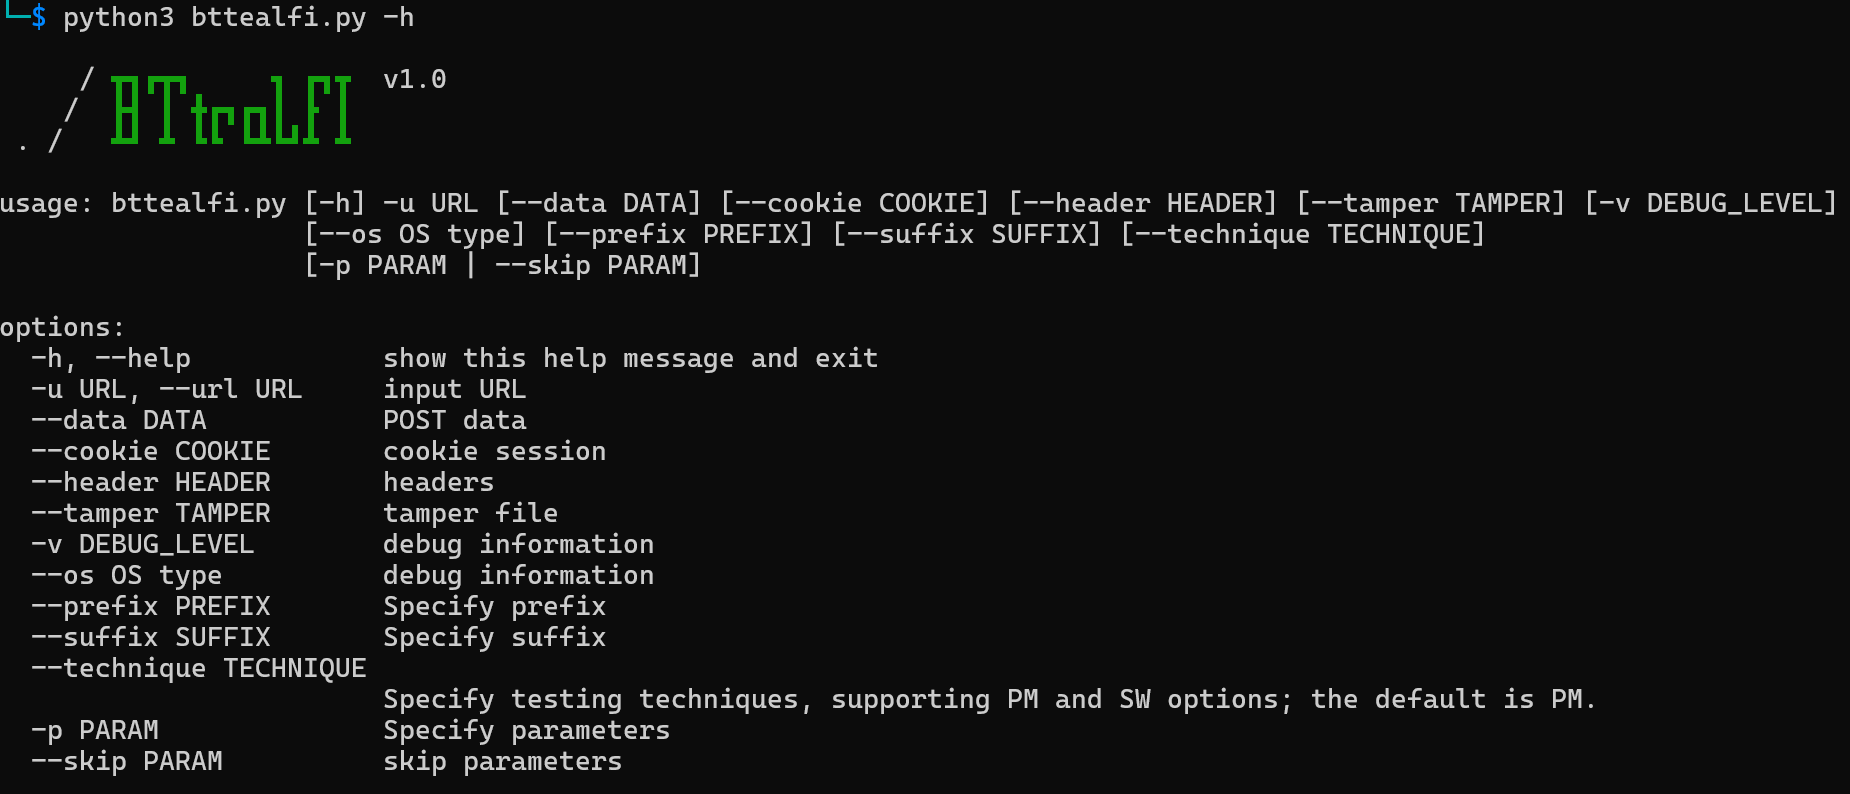 └─$ python3 bttealfi.py -h
/ BTtealFI v1.0
/
. /
usage: bttealfi.py [-h] -u URL [--data DATA] [--cookie COOKIE] [--header HEADER] [--tamper TAMPER] [-v DEBUG_LEVEL]
[--os OS type] [--prefix PREFIX] [--suffix SUFFIX] [--technique TECHNIQUE]
[-p PARAM | --skip PARAM]
options:
-h, --help show this help message and exit
-u URL, --url URL input URL
--data DATA POST data
--cookie COOKIE cookie session
--header HEADER headers
--tamper TAMPER tamper file
-v DEBUG_LEVEL debug information
--os OS type debug information
--prefix PREFIX Specify prefix
--suffix SUFFIX Specify suffix
--technique TECHNIQUE
Specify testing techniques, supporting PM and SW options; the default is PM.
-p PARAM Specify parameters
--skip PARAM skip parameters